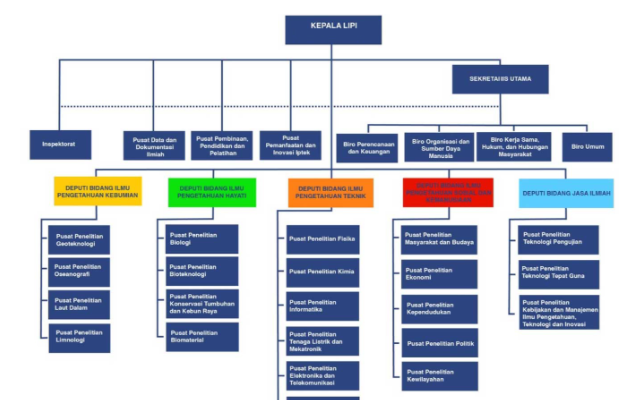 KEPALA LIPI
SEKRETARIS UTAMA
Inspektorat
Pusat Data dan
Dokumentasi
Ilmiah
Pusat Pembinaan,
Pendidikan dan
Pelatihan
Pusat
Pemanfaatan dan
Inovasi Iptek
Biro Perencanaan
dan Keuangan
Biro Organisasi dan
Sumber Daya
Manusia
Biro Kerja Sama,
Hukum, dan Hubungan
Masyarakat
Biro Umum
DEPUTI BIDANG ILMU
PENGETAHUAN KEBUMIAN
DEPUTI BIDANG ILMU
PENGETAHUAN HAYATI
DEPUTI BIDANG ILMU
PENGETAHUAN TEKNIK
DEPUTI BIDANG ILMU
PENGETAHUAN SOSIAL DAN
KEMANUSIAAN
DEPUTI BIDANG JASA ILMIAH
Pusat Penelitian
Geoteknologi
Pusat Penelitian
Oseanografi
Pusat Penelitian
Laut Dalam
Pusat Penelitian
Limnologi
Pusat Penelitian
Biologi
Pusat Penelitian
Bioteknologi
Pusat Penelitian
Konservasi Tumbuhan
dan Kebun Raya
Pusat Penelitian
Biomaterial
Pusat Penelitian Fisika
Pusat Penelitian Kimia
Pusat Penelitian
Informatika
Pusat Penelitian
Tenaga Listrik dan
Mekatronik
Pusat Penelitian
Elektronika dan
Telekomunikasi
Pusat Penelitian
Masyarakat dan Budaya
Pusat Penelitian
Ekonomi
Pusat Penelitian
Kependudukan
Pusat Penelitian Politik
Pusat Penelitian
Kewilayahan
Pusat Penelitian
Teknologi Pengujian
Pusat Penelitian
Teknologi Tepat Guna
Pusat Penelitian
Kebijakan dan Manajemen
Ilmu Pengetahuan,
Teknologi dan Inovasi